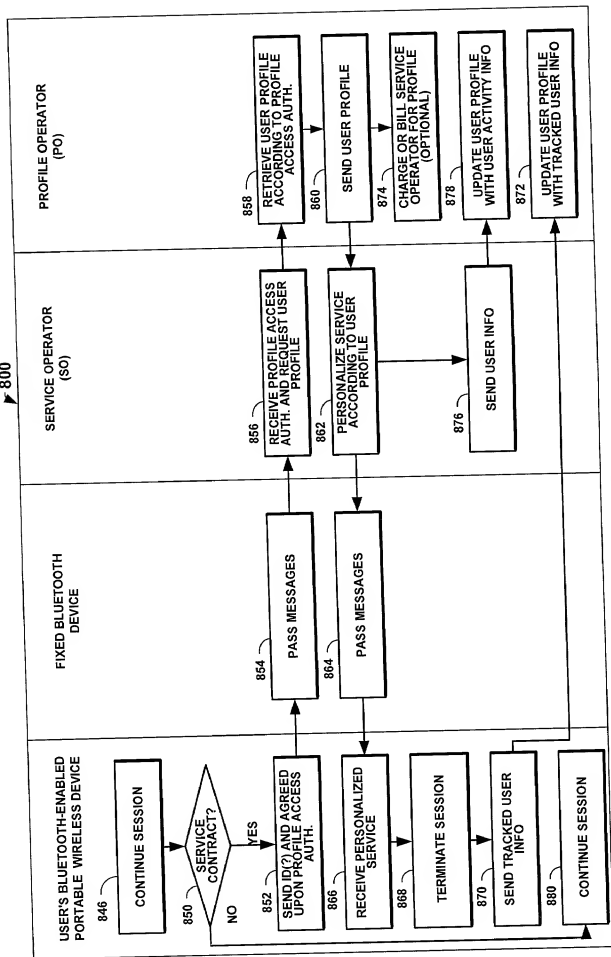 800
USER'S BLUETOOTH-ENABLED
PORTABLE WIRELESS DEVICE
846
CONTINUE SESSION
850
SERVICE
CONTRACT?
NO
YES
852
SEND ID(?) AND AGREED
UPON PROFILE ACCESS
AUTH.
866
RECEIVE PERSONALIZED
SERVICE
868
TERMINATE SESSION
870
SEND TRACKED USER
INFO
880
CONTINUE SESSION
FIXED BLUETOOTH
DEVICE
854
PASS MESSAGES
864
PASS MESSAGES
SERVICE OPERATOR
(SO)
856
RECEIVE PROFILE ACCESS
AUTH. AND REQUEST USER
PROFILE
862
PERSONALIZE SERVICE
ACCORDING TO USER
PROFILE
876
SEND USER INFO
PROFILE OPERATOR
(PO)
858
RETRIEVE USER PROFILE
ACCORDING TO PROFILE
ACCESS AUTH.
860
SEND USER PROFILE
874
CHARGE OR BILL SERVICE
OPERATOR FOR PROFILE
(OPTIONAL)
878
UPDATE USER PROFILE
WITH USER ACTIVITY INFO
872
UPDATE USER PROFILE
WITH TRACKED USER INFO